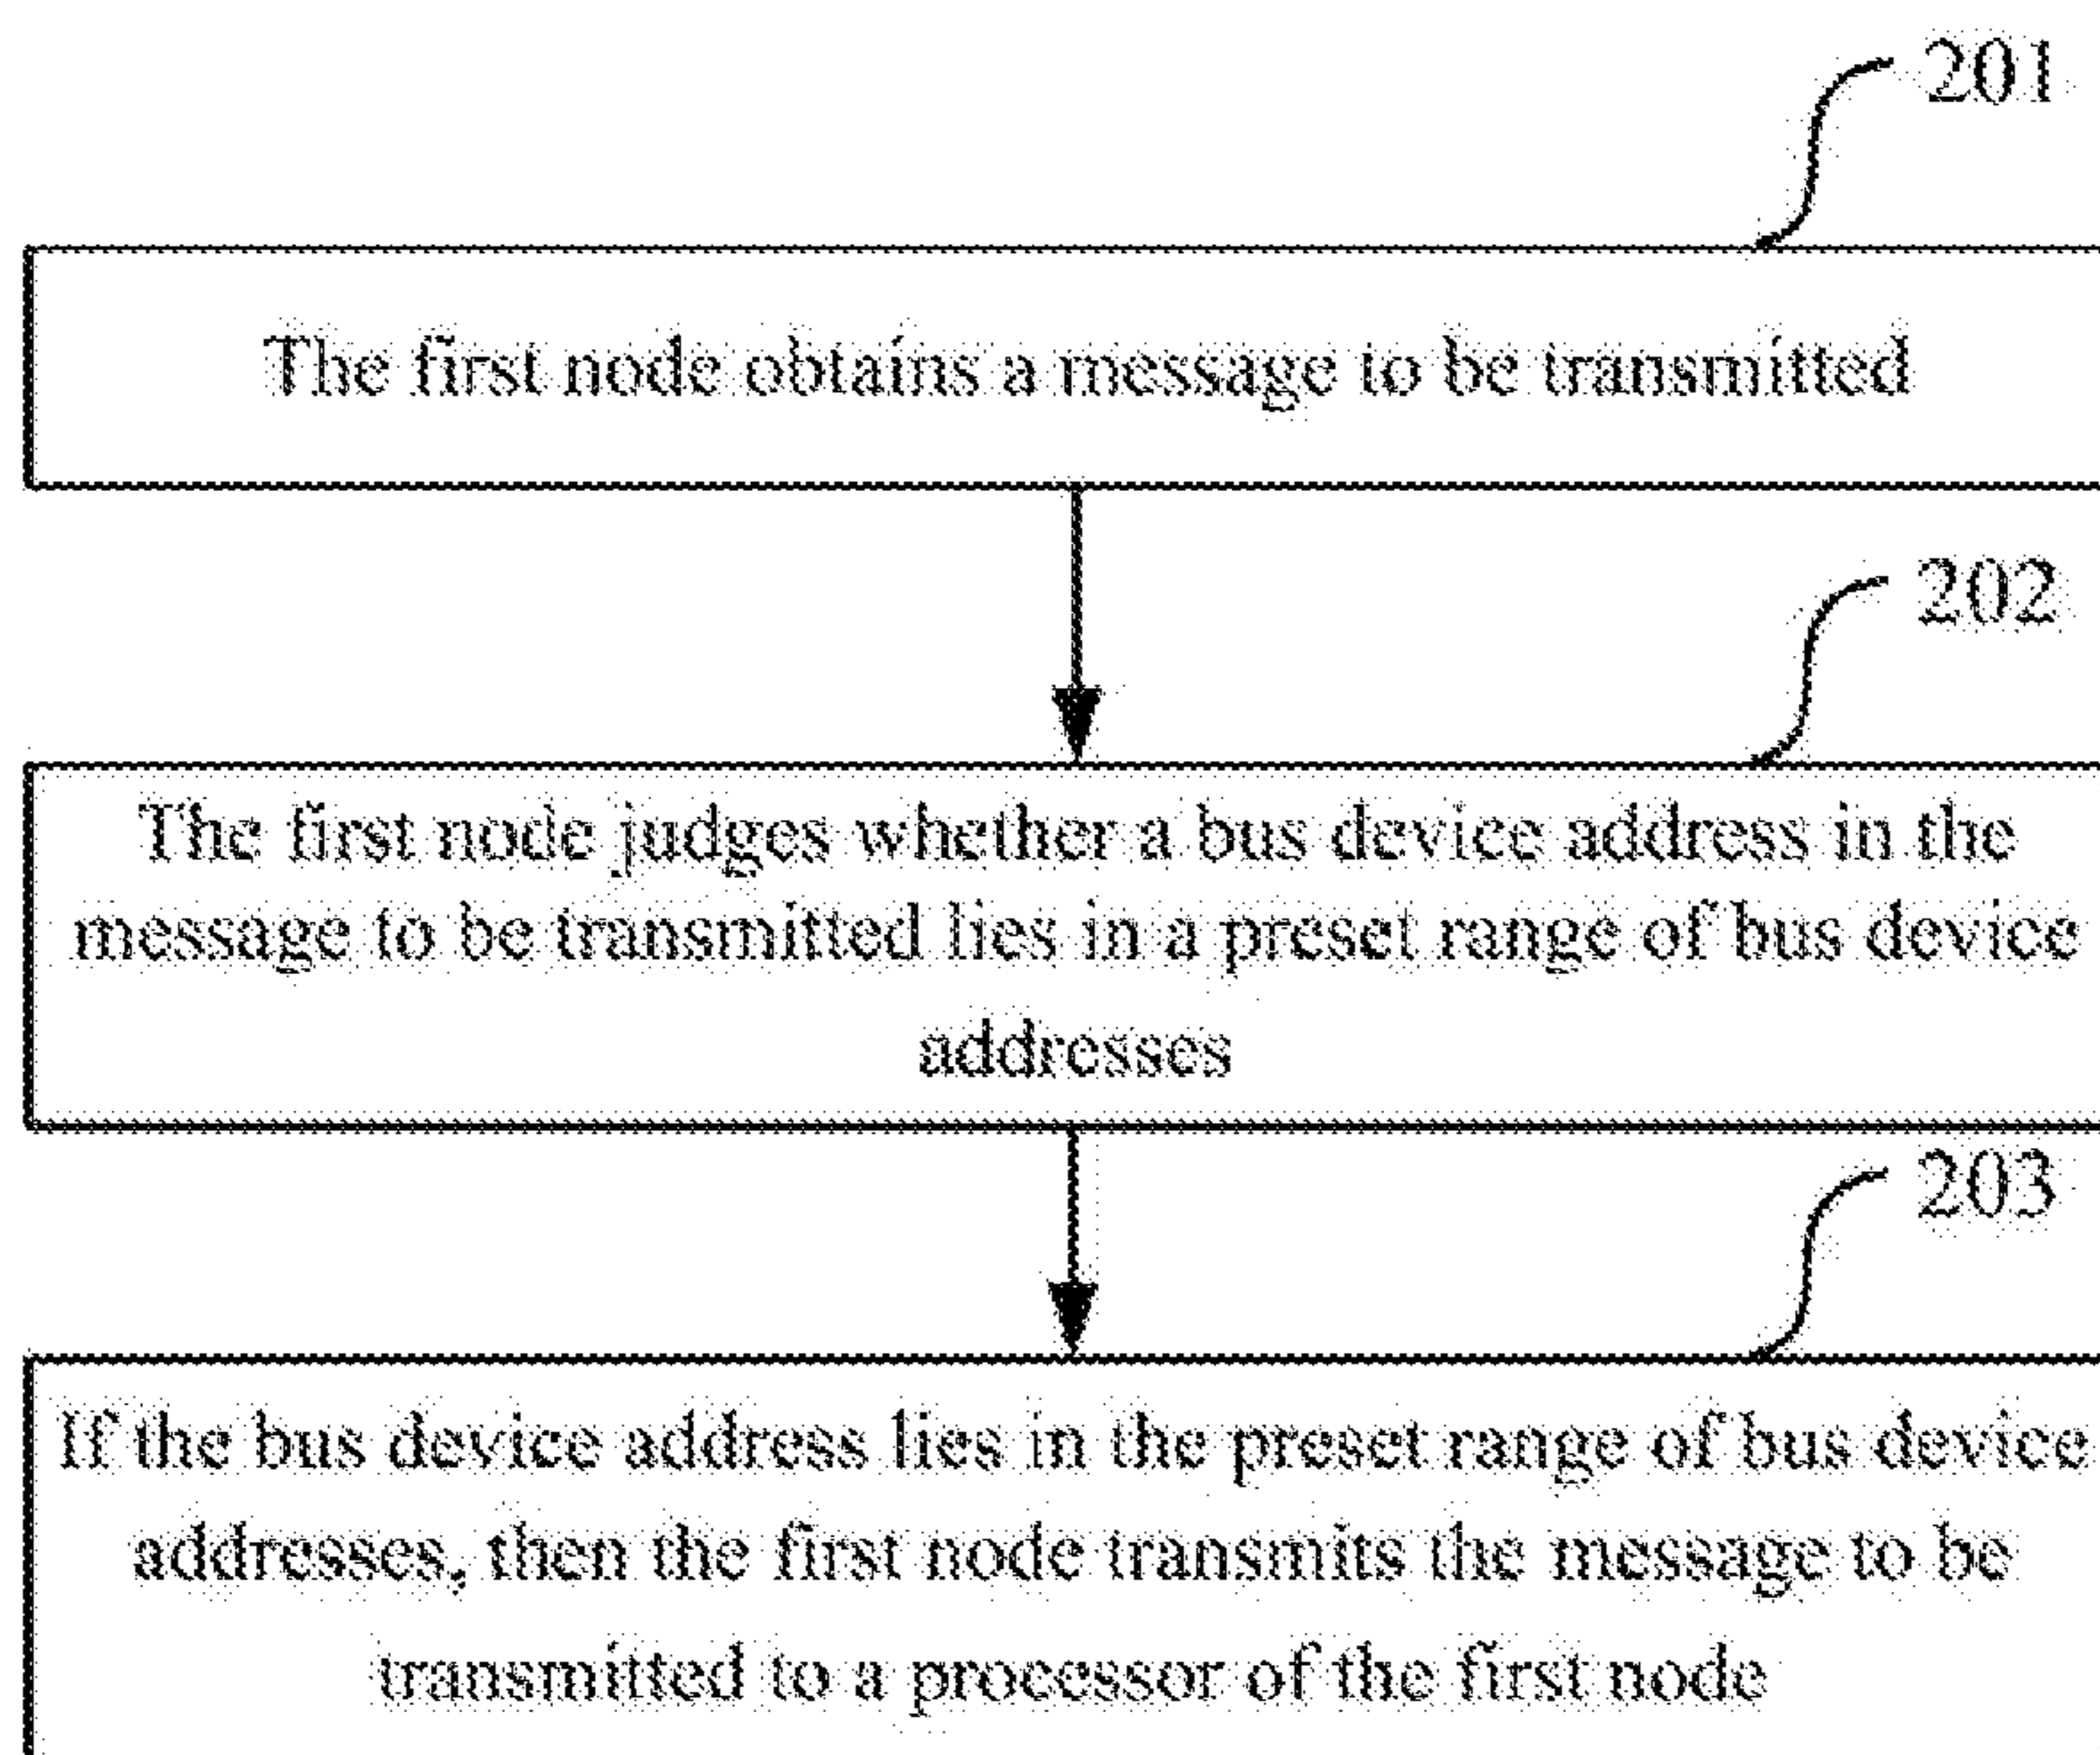 201
The first node obtains a message to be transmitted
202
The first node judges whether a bus device address in the
message to be transmitted lies in a preset range of bus device
addresses
203
If the bus device address lies in the preset range of bus device
addresses, then the first node transmits the message to be
transmitted to a processor of the first node